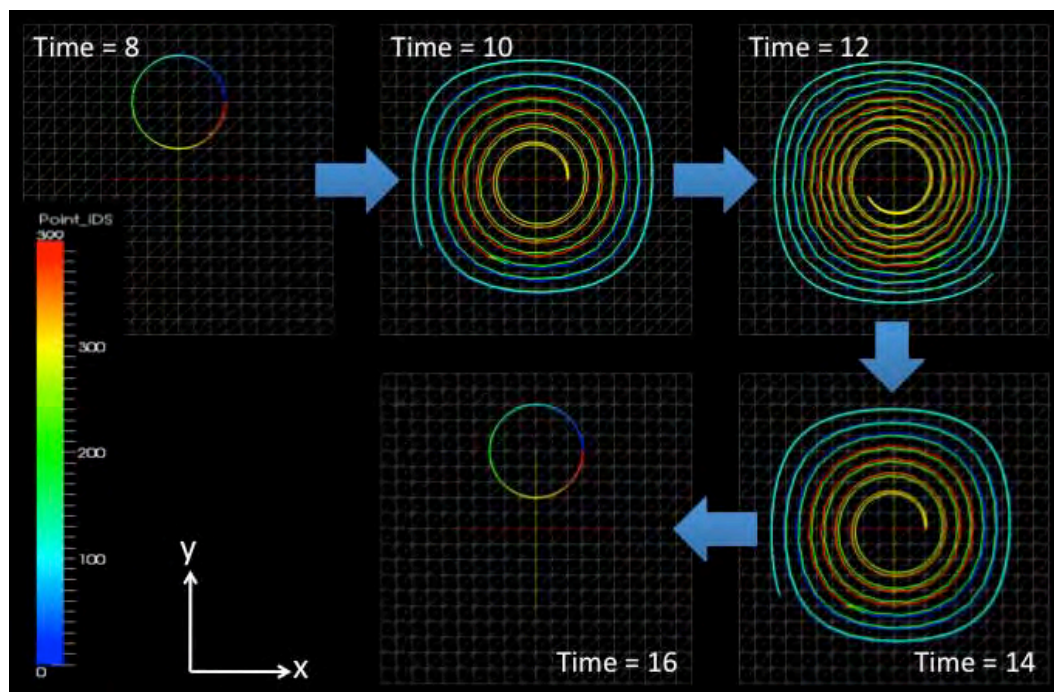 Time = 8
Time = 10
Time = 12
Point_IDS
300
200
100
0
y
x
Time = 16
Time = 14